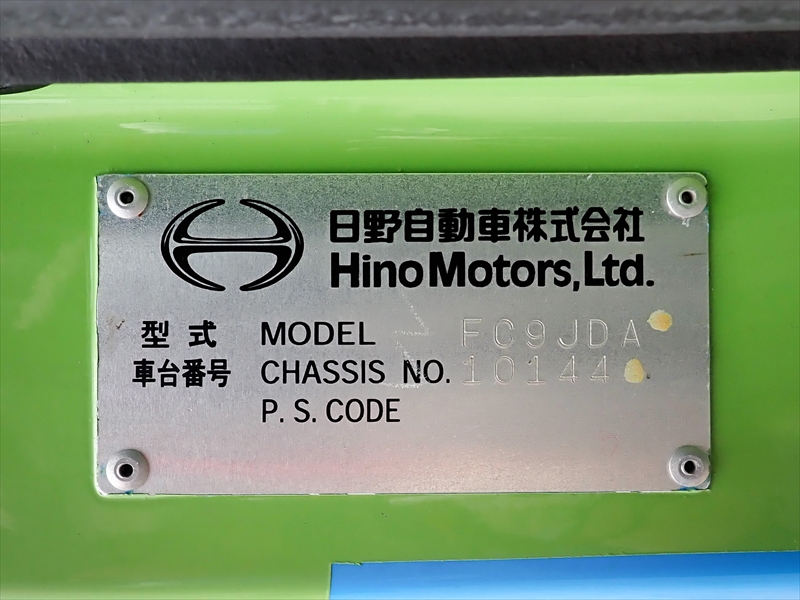 日野自動車株式会社
Hino Motors, Ltd.
型式 MODEL FC9JDA
車台番号 CHASSIS NO. 10144
P. S. CODE